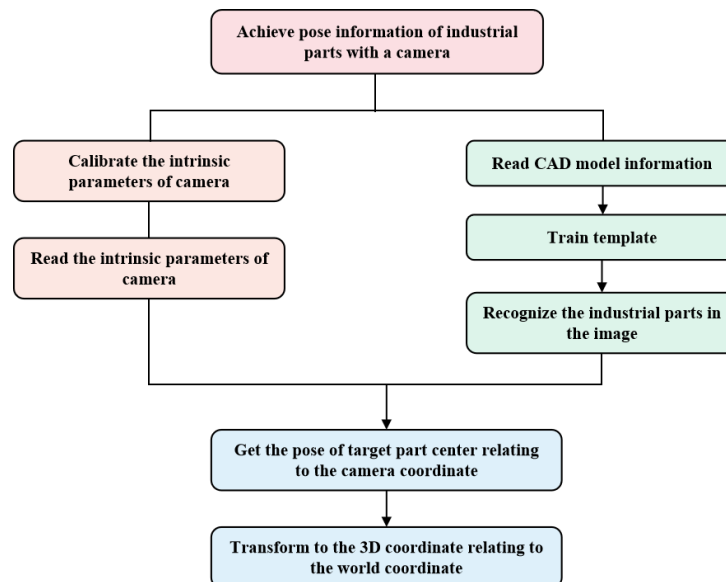 Achieve pose information of industrial
parts with a camera
Calibrate the intrinsic
parameters of camera
Read the intrinsic parameters of
camera
Read CAD model information
Train template
Recognize the industrial parts in
the image
Get the pose of target part center relating
to the camera coordinate
Transform to the 3D coordinate relating to
the world coordinate